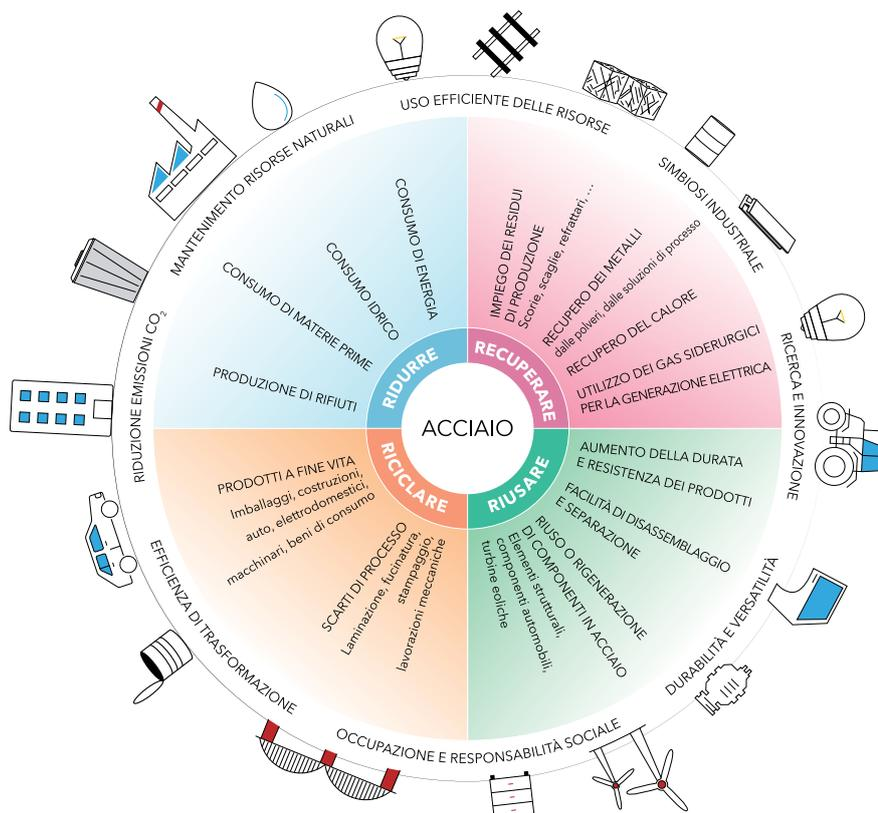 USO EFFICIENTE DELLE RISORSE
SIMBIOSI INDUSTRIALE
RICERCA E INNOVAZIONE
DURABILITÀ E VERSATILITÀ
OCCUPAZIONE E RESPONSABILITÀ SOCIALE
EFFICIENZA DI TRASFORMAZIONE
RIDUZIONE EMISSIONI CO₂
MANTENIMENTO RISORSE NATURALI
ACCIAIO
RIDURRE
PRODUZIONE DI RIFIUTI
CONSUMO DI MATERIE PRIME
CONSUMO IDRICO
CONSUMO DI ENERGIA
RECUPERARE
IMPIEGO DEI RESIDUI
DI PRODUZIONE
Scorie, scaglie, refrattari, ...
RECUPERO DEI METALLI
dalle polveri, dalle soluzioni di processo
RECUPERO DEL CALORE
UTILIZZO DEI GAS SIDERURGICI
PER LA GENERAZIONE ELETTRICA
RIUSARE
AUMENTO DELLA DURATA
E RESISTENZA DEI PRODOTTI
FACILITÀ DI DISASSEMBLAGGIO
E SEPARAZIONE
RIUSO O RIGENERAZIONE
DI COMPONENTI IN ACCIAIO
Elementi strutturali,
componenti automobili,
turbine eoliche
RICICLARE
PRODOTTI A FINE VITA
Imballaggi, costruzioni,
auto, elettrodomestici,
macchinari, beni di consumo
SCARTI DI PROCESSO
Laminazione, fucinatura,
stampaggio,
lavorazioni meccaniche